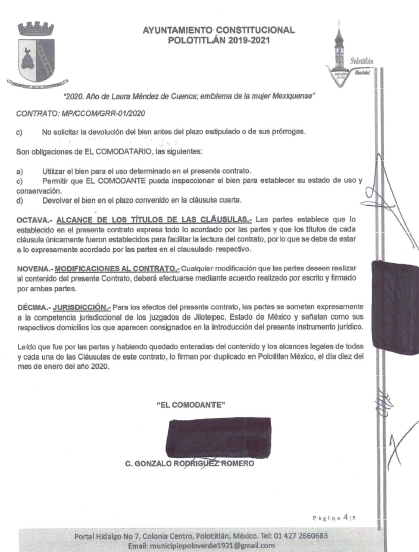 AYUNTAMIENTO CONSTITUCIONAL
POLOTITLÁN 2019-2021
Polotitlán
"2020. Año de Laura Méndez de Cuenca; emblema de la mujer Mexiquense"
CONTRATO: MP/CCOM/GRR-01/2020
c) No solicitar la devolución del bien antes del plazo estipulado o de sus prórrogas.
Son obligaciones de EL COMODATARIO, las siguientes:
a) Utilizar el bien para el uso determinado en el presente contrato.
c) Permitir que EL COMODANTE pueda inspeccionar el bien para establecer su estado de uso y
conservación.
d) Devolver el bien en el plazo convenido en la cláusula cuarta.
OCTAVA.- ALCANCE DE LOS TÍTULOS DE LAS CLÁUSULAS.- Las partes establece que lo
establecido en el presente contrato expresa todo lo acordado por las partes y que los títulos de cada
cláusula únicamente fueron establecidos para facilitar la lectura del contrato, por lo que se debe de estar
a lo expresamente acordado por las partes en el clausulado respectivo.
NOVENA.- MODIFICACIONES AL CONTRATO.- Cualquier modificación que las partes deseen realizar
al contenido del presente Contrato, deberá efectuarse mediante acuerdo realizado por escrito y firmado
por ambas partes.
DÉCIMA.- JURISDICCIÓN.- Para los efectos del presente contrato, las partes se someten expresamente
a la competencia jurisdiccional de los juzgados de Jilotepec, Estado de México y señalan como sus
respectivos domicilios los que aparecen consignados en la introducción del presente instrumento jurídico.
Leído que fue por las partes y habiendo quedado enteradas del contenido y los alcances legales de todas
y cada una de las Cláusulas de este contrato, lo firman por duplicado en Polotitlán México, el día diez del
mes de enero del año 2020.
"EL COMODANTE"
C. GONZALO RODRÍGUEZ ROMERO
Página 4|5
Portal Hidalgo No 7, Colonia Centro, Polotitlán, México. Tel: 01 427 2660683
Email: municipiopoloverde1921@gmail.com